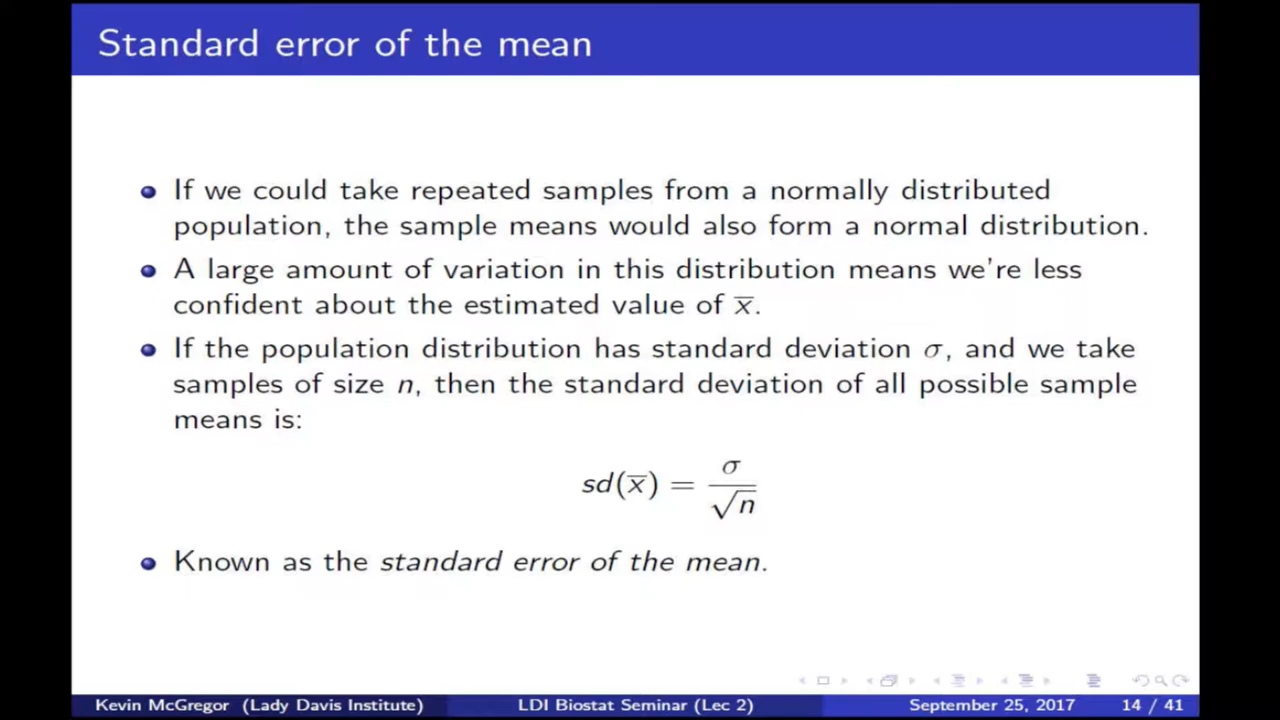 Standard error of the mean
If we could take repeated samples from a normally distributed
population, the sample means would also form a normal distribution.
A large amount of variation in this distribution means we're less
confident about the estimated value of x̅.
If the population distribution has standard deviation σ, and we take
samples of size n, then the standard deviation of all possible sample
means is:
sd(x̅) = σ/√n
Known as the standard error of the mean.
Kevin McGregor (Lady Davis Institute) LDI Biostat Seminar (Lec 2) September 25, 2017 14 / 41